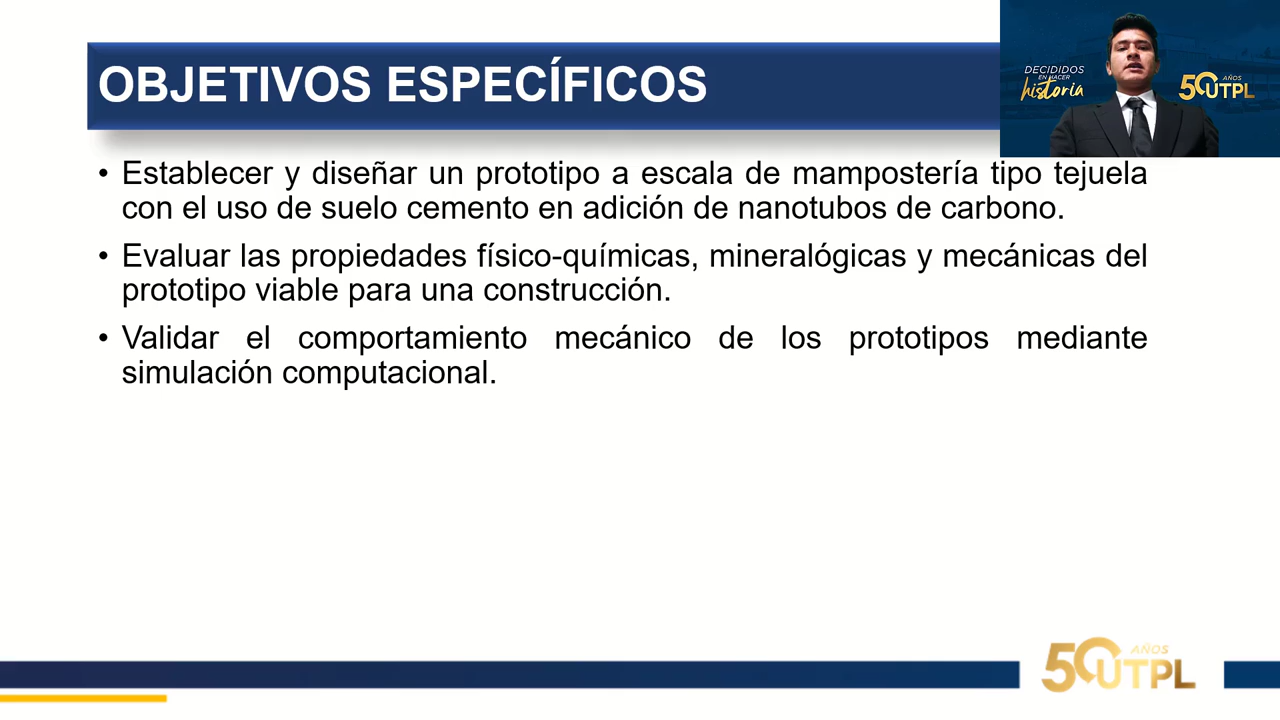 OBJETIVOS ESPECÍFICOS
DECIDIDOS
EN HACER
historia
50 AÑOS
UTPL
• Establecer y diseñar un prototipo a escala de mampostería tipo tejuela
con el uso de suelo cemento en adición de nanotubos de carbono.
• Evaluar las propiedades físico-químicas, mineralógicas y mecánicas del
prototipo viable para una construcción.
• Validar el comportamiento mecánico de los prototipos mediante
simulación computacional.
50 AÑOS
UTPL